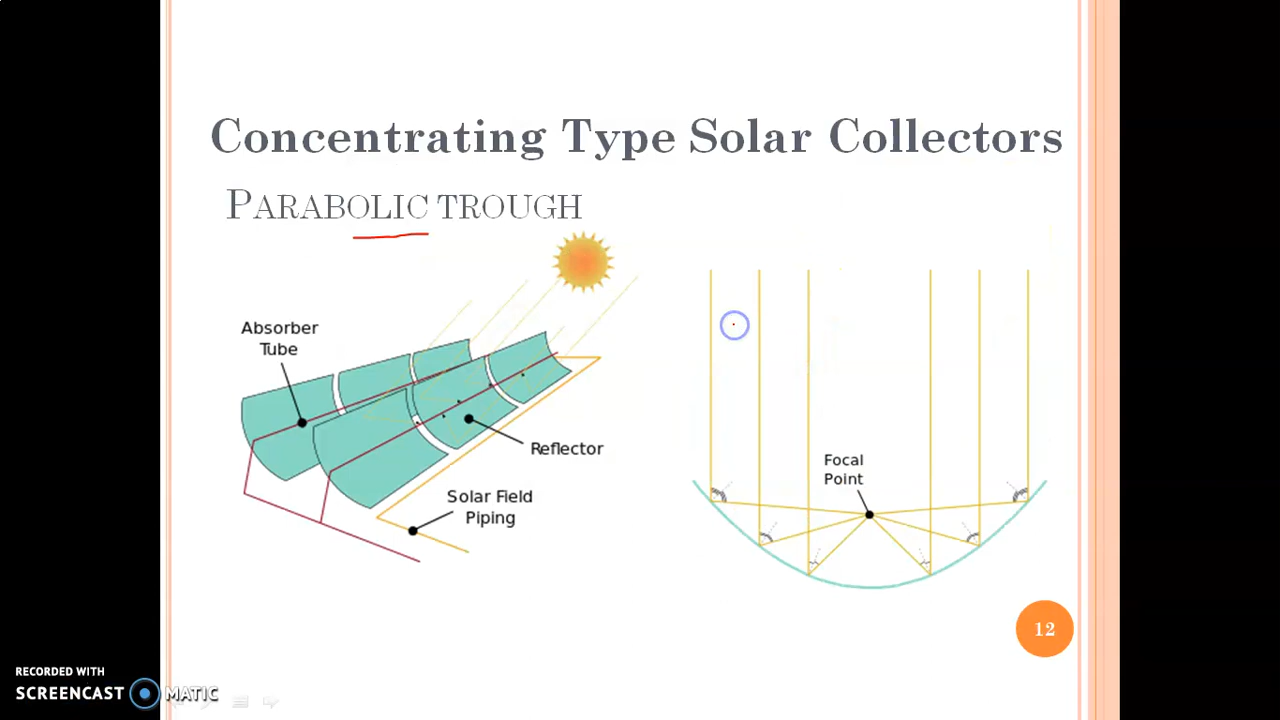 Concentrating Type Solar Collectors
PARABOLIC TROUGH
Absorber
Tube
Reflector
Solar Field
Piping
Focal
Point
12
RECORDED WITH
SCREENCAST MATIC